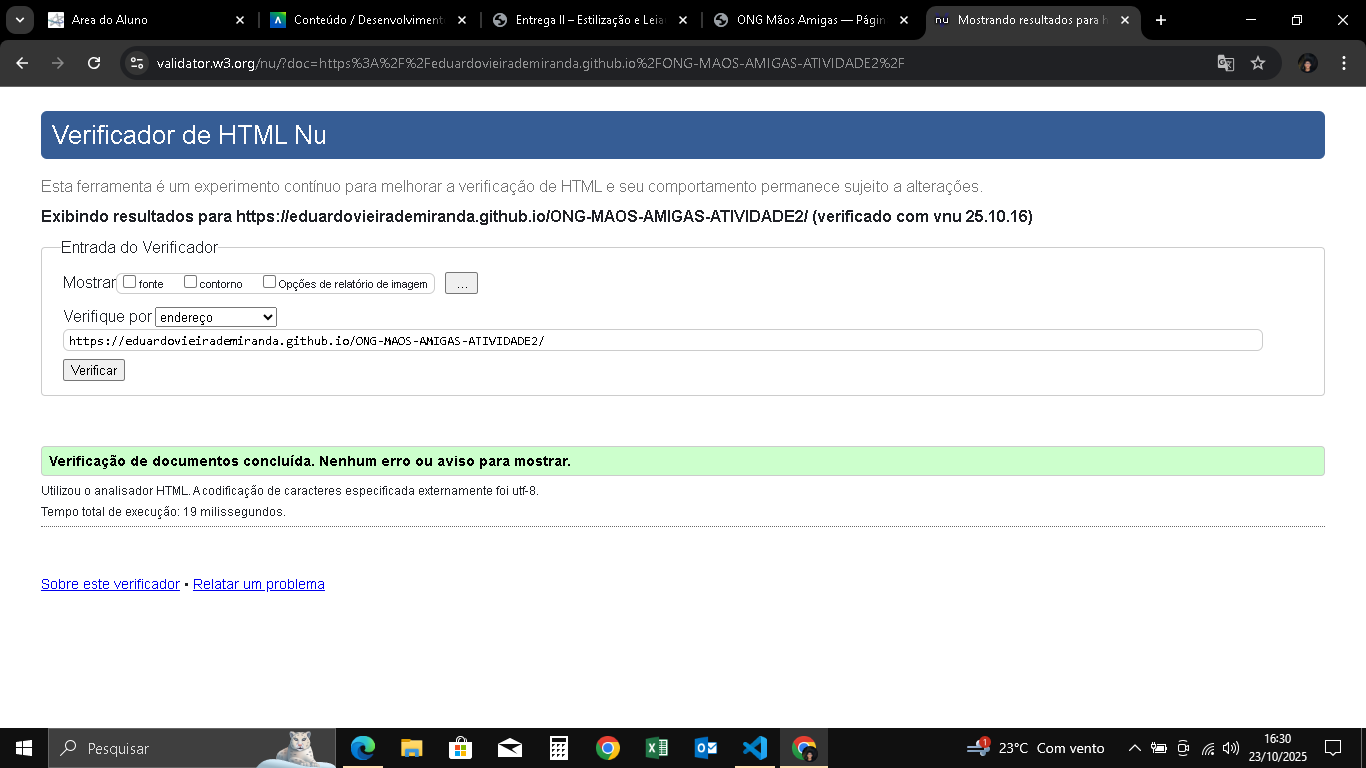 Area do Aluno
Conteúdo / Desenvolviment
Entrega II – Estilização e Leia
ONG Mãos Amigas — Págin
nu Mostrando resultados para h
validator.w3.org/nu/?doc=https%3A%2F%2Feduardovieirademiranda.github.io%2FONG-MAOS-AMIGAS-ATIVIDADE2%2F
Verificador de HTML Nu
Esta ferramenta é um experimento contínuo para melhorar a verificação de HTML e seu comportamento permanece sujeito a alterações.
Exibindo resultados para https://eduardovieirademiranda.github.io/ONG-MAOS-AMIGAS-ATIVIDADE2/ (verificado com vnu 25.10.16)
Entrada do Verificador
Mostrar fonte contorno Opções de relatório de imagem ...
Verifique por endereço
https://eduardovieirademiranda.github.io/ONG-MAOS-AMIGAS-ATIVIDADE2/
Verificar
Verificação de documentos concluída. Nenhum erro ou aviso para mostrar.
Utilizou o analisador HTML. A codificação de caracteres especificada externamente foi utf-8.
Tempo total de execução: 19 milissegundos.
Sobre este verificador • Relatar um problema
Pesquisar
1
23°C Com vento
16:30
23/10/2025